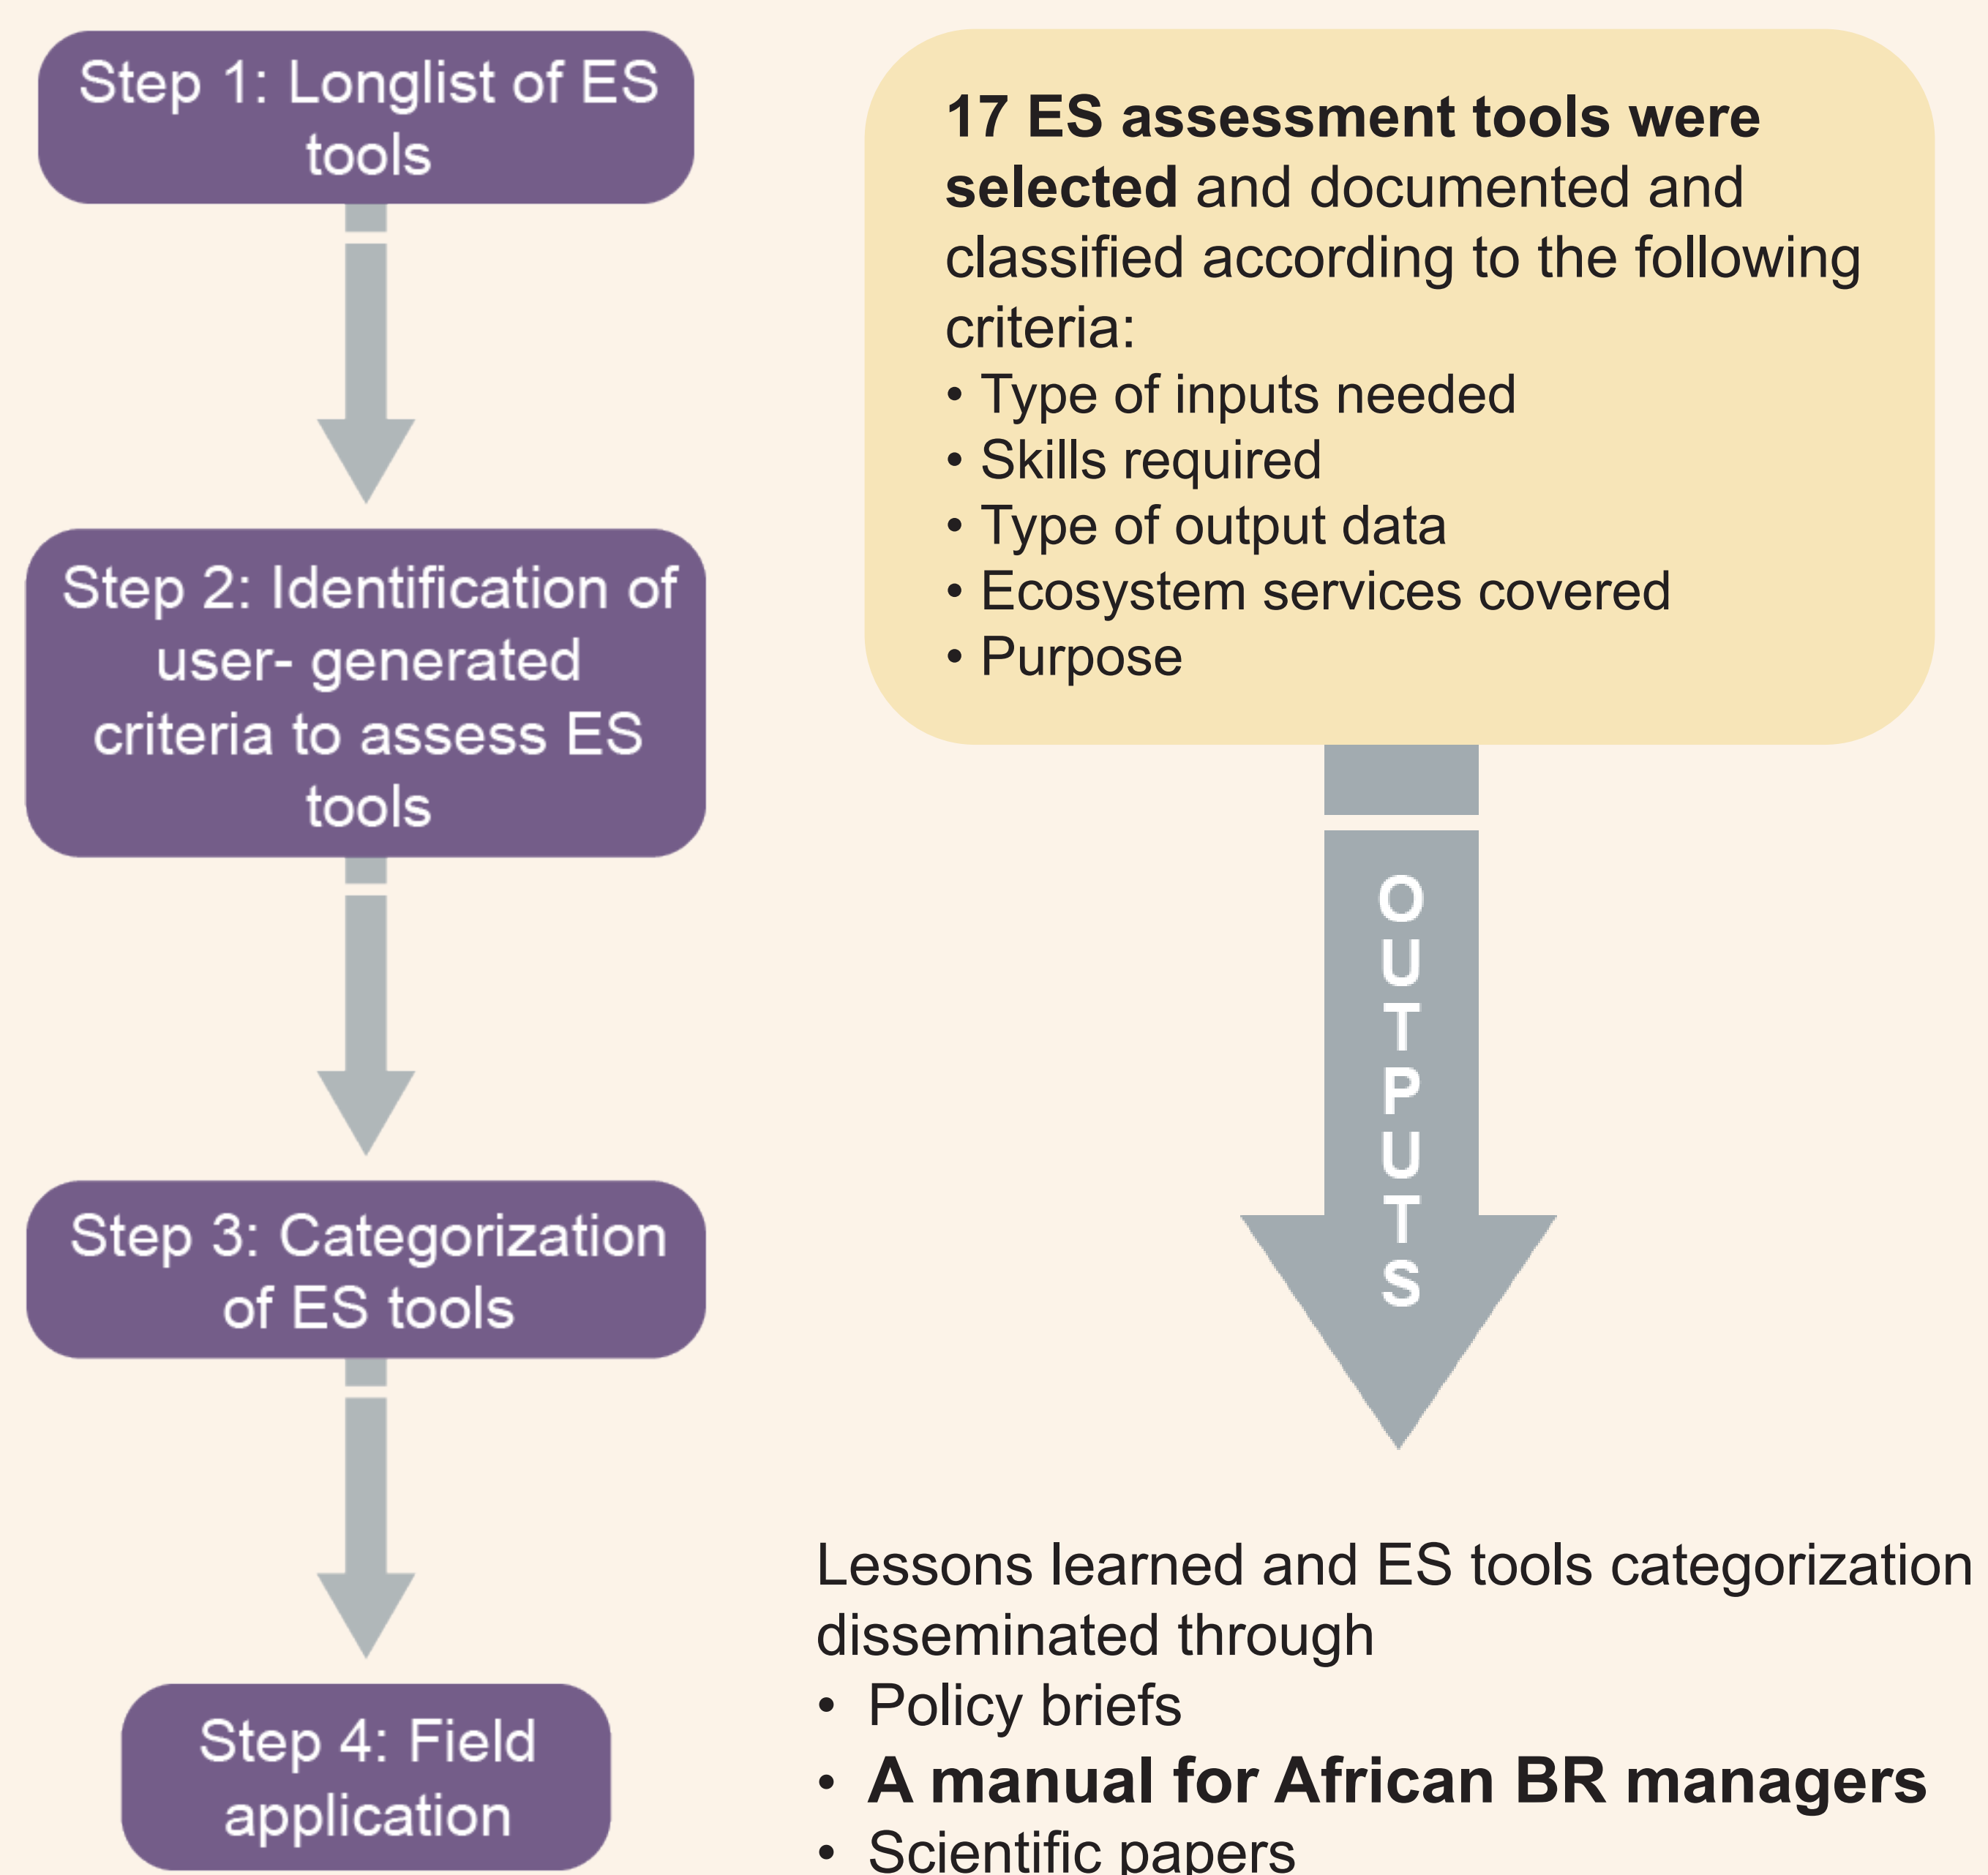 Step 1: Longlist of ES
tools
Step 2: Identification of
user- generated
criteria to assess ES
tools
Step 3: Categorization
of ES tools
Step 4: Field
application
17 ES assessment tools were
selected and documented and
classified according to the following
criteria:
• Type of inputs needed
• Skills required
• Type of output data
• Ecosystem services covered
• Purpose
OUTPUTS
Lessons learned and ES tools categorization
disseminated through
• Policy briefs
• A manual for African BR managers
• Scientific papers